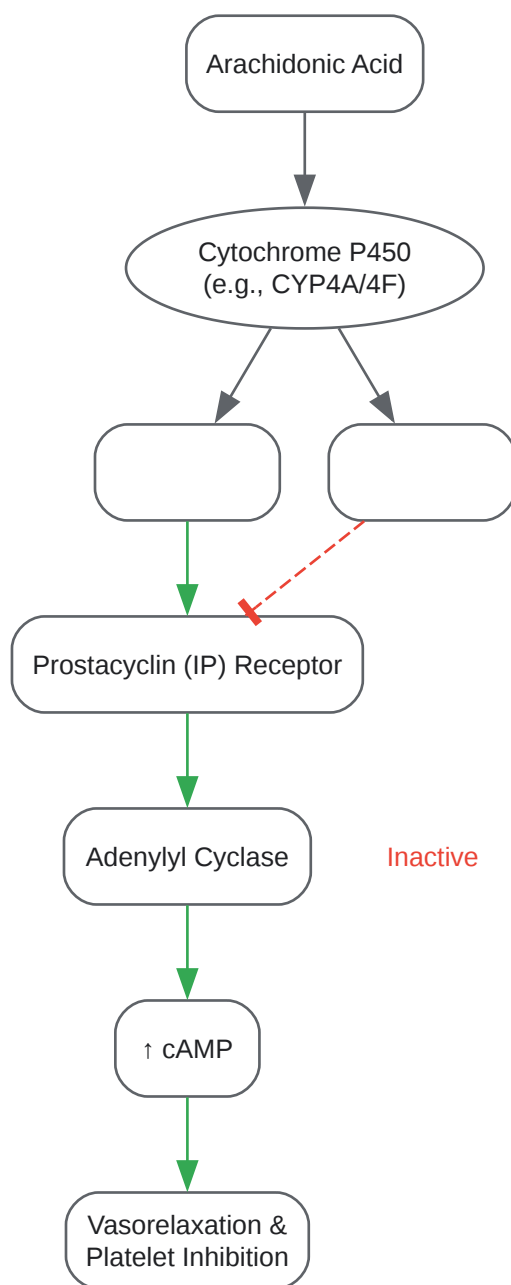 Arachidonic Acid
Cytochrome P450
(e.g., CYP4A/4F)
Prostacyclin (IP) Receptor
Adenylyl Cyclase
Inactive
↑ cAMP
Vasorelaxation &
Platelet Inhibition